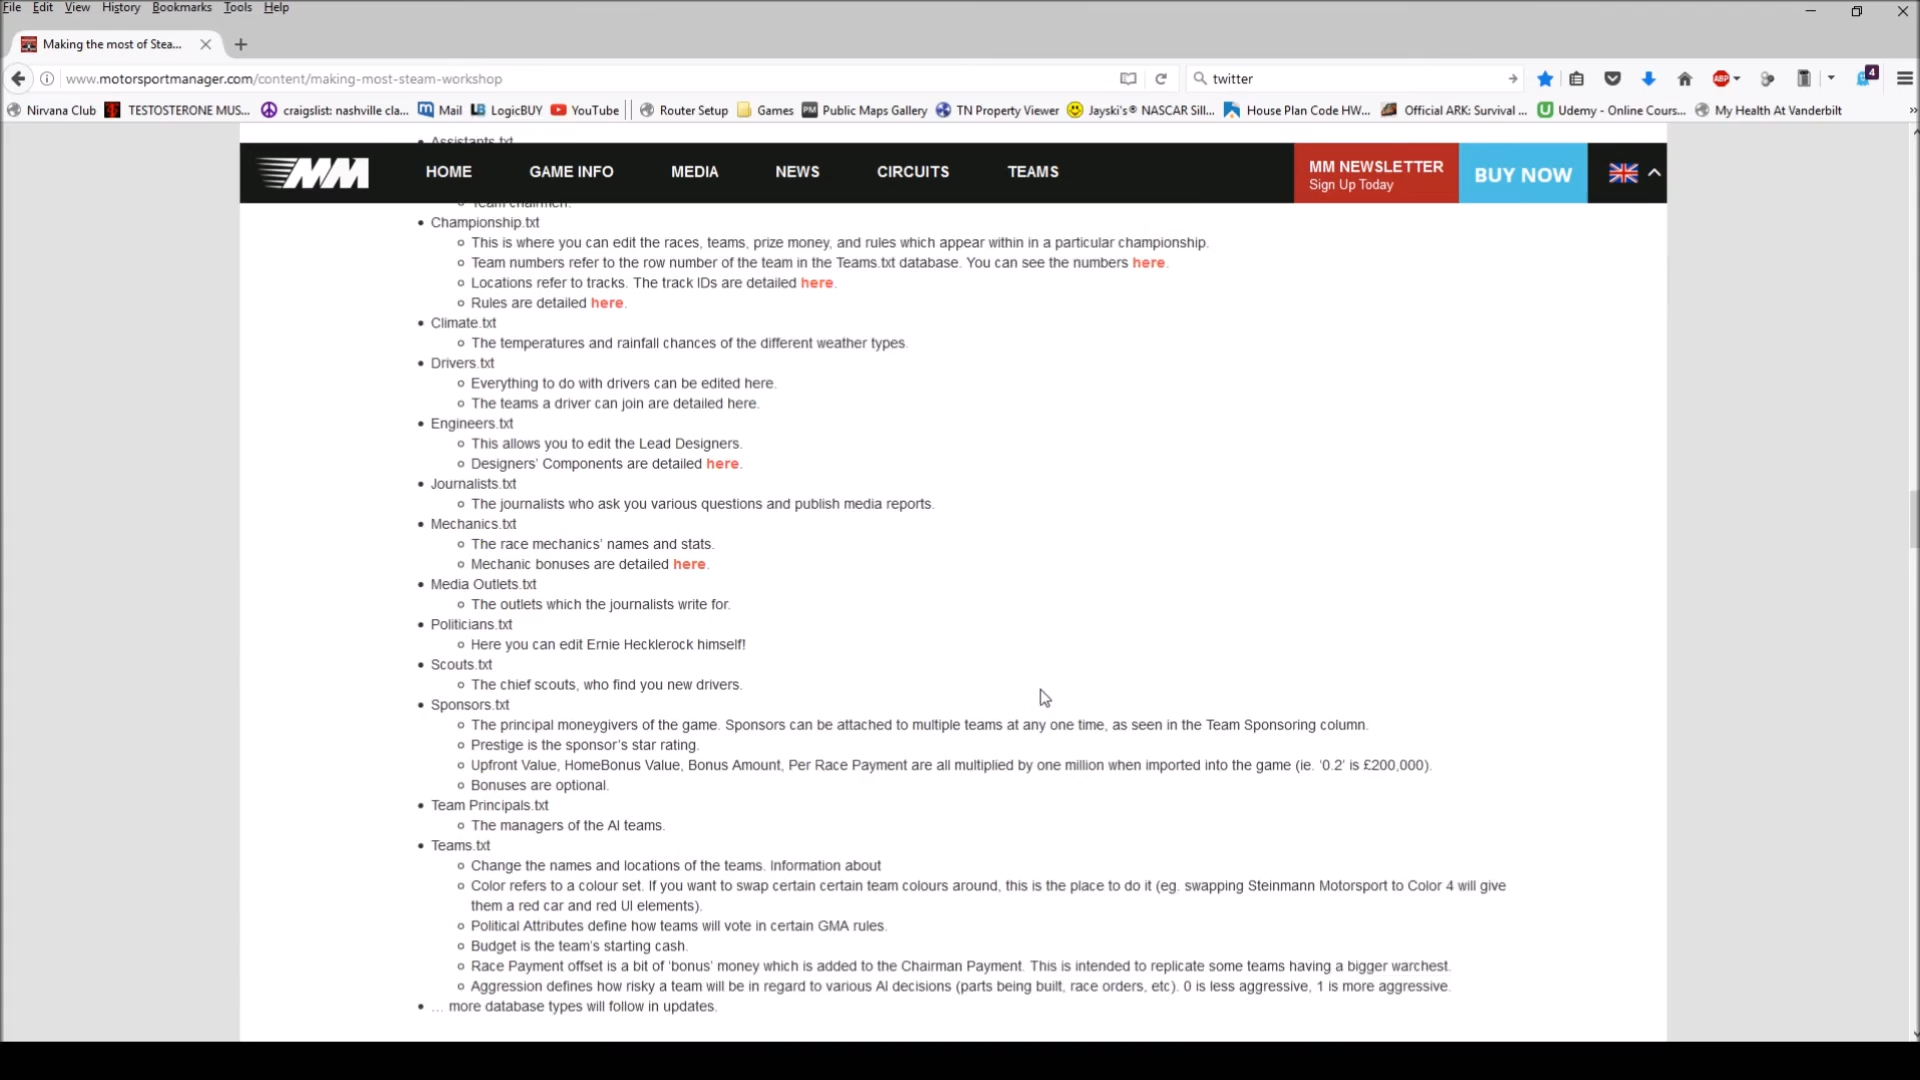 File Edit View History Bookmarks Tools Help
Making the most of Stea...
www.motorsportmanager.com/content/making-most-steam-workshop
twitter
ABP
4
Nirvana Club TESTOSTERONE MUS... craigslist: nashville cla... Mail LogicBUY YouTube Router Setup Games Public Maps Gallery TN Property Viewer Jayski's® NASCAR Sill... House Plan Code HW... Official ARK: Survival ... Udemy - Online Cours... My Health At Vanderbilt
Assistants.txt
MM HOME GAME INFO MEDIA NEWS CIRCUITS TEAMS MM NEWSLETTER
Sign Up Today
BUY NOW
Team chairmen.
Championship.txt
This is where you can edit the races, teams, prize money, and rules which appear within in a particular championship.
Team numbers refer to the row number of the team in the Teams.txt database. You can see the numbers here.
Locations refer to tracks. The track IDs are detailed here.
Rules are detailed here.
Climate.txt
The temperatures and rainfall chances of the different weather types.
Drivers.txt
Everything to do with drivers can be edited here.
The teams a driver can join are detailed here.
Engineers.txt
This allows you to edit the Lead Designers.
Designers' Components are detailed here.
Journalists.txt
The journalists who ask you various questions and publish media reports.
Mechanics.txt
The race mechanics' names and stats.
Mechanic bonuses are detailed here.
Media Outlets.txt
The outlets which the journalists write for.
Politicians.txt
Here you can edit Ernie Hecklerock himself!
Scouts.txt
The chief scouts, who find you new drivers.
Sponsors.txt
The principal moneygivers of the game. Sponsors can be attached to multiple teams at any one time, as seen in the Team Sponsoring column.
Prestige is the sponsor's star rating.
Upfront Value, HomeBonus Value, Bonus Amount, Per Race Payment are all multiplied by one million when imported into the game (ie. '0.2' is £200,000).
Bonuses are optional.
Team Principals.txt
The managers of the AI teams.
Teams.txt
Change the names and locations of the teams. Information about
Color refers to a colour set. If you want to swap certain certain team colours around, this is the place to do it (eg. swapping Steinmann Motorsport to Color 4 will give
them a red car and red UI elements).
Political Attributes define how teams will vote in certain GMA rules.
Budget is the team's starting cash.
Race Payment offset is a bit of 'bonus' money which is added to the Chairman Payment. This is intended to replicate some teams having a bigger warchest.
Aggression defines how risky a team will be in regard to various AI decisions (parts being built, race orders, etc). 0 is less aggressive, 1 is more aggressive.
... more database types will follow in updates.